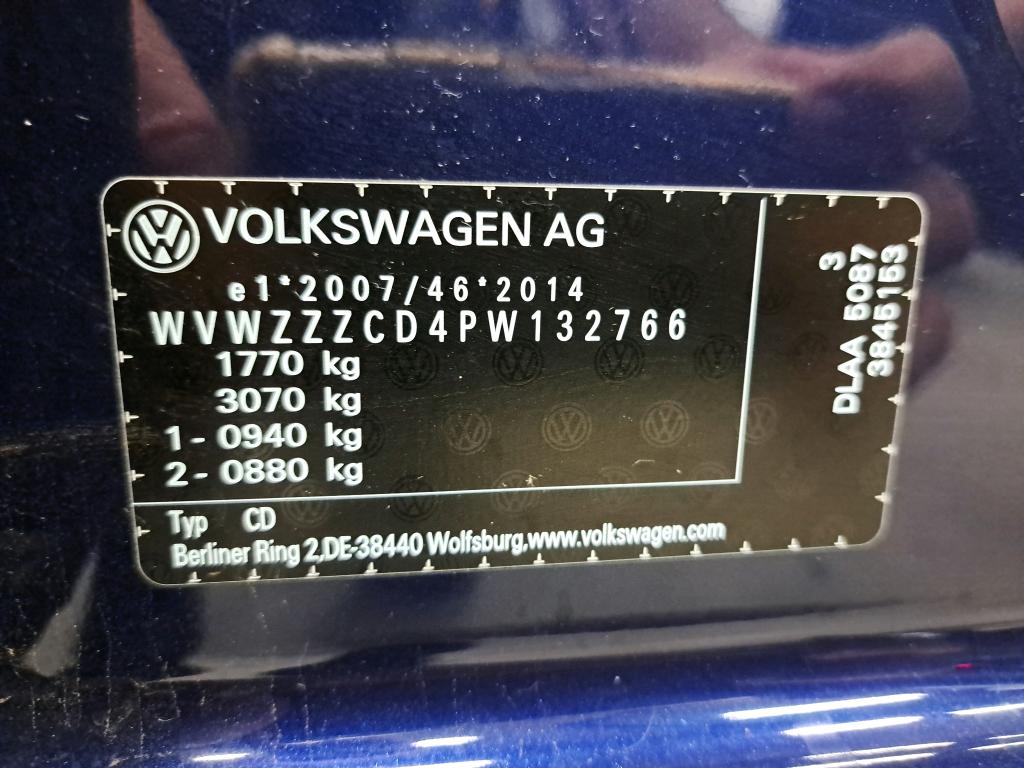 VOLKSWAGEN AG
e1*2007/46*2014
WVWZZZCD4PW132766
1770 kg
3070 kg
1- 0940 kg
2- 0880 kg
Typ CD
Berliner Ring 2,DE-38440 Wolfsburg,www.volkswagen.com
3
DLAA 5087
3845153